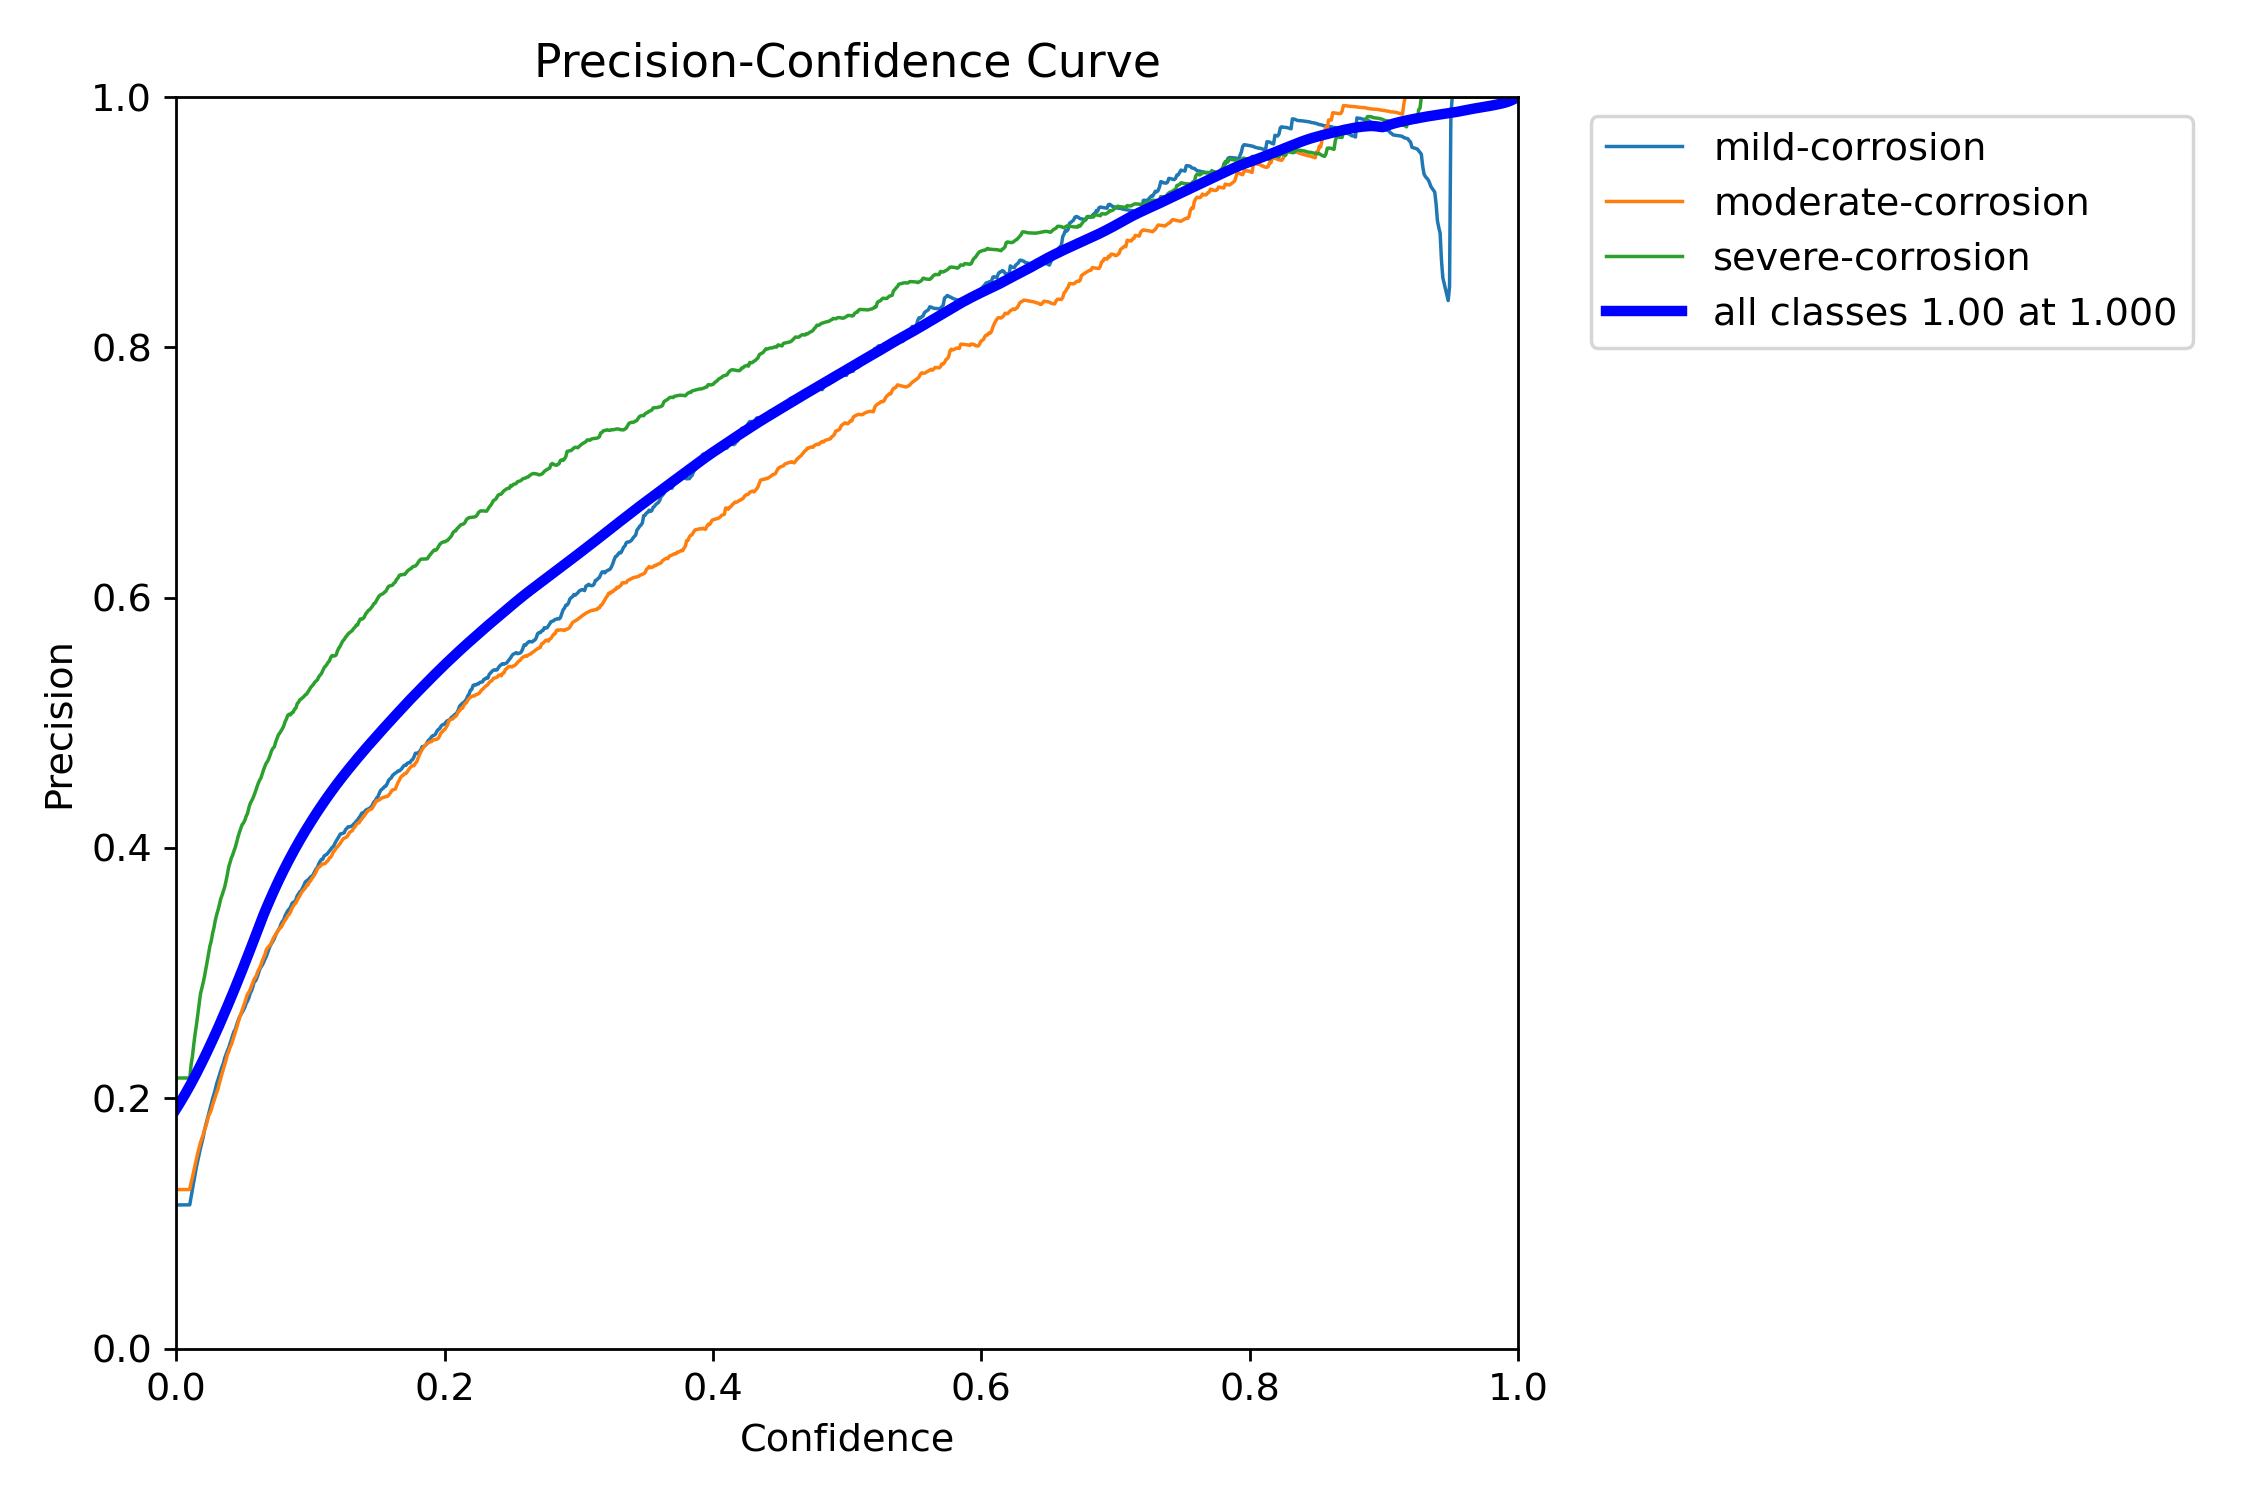 Precision-Confidence Curve
1.0
0.8
0.6
0.4
0.2
0.0
Precision
0.0 0.2 0.4 0.6 0.8 1.0
Confidence
mild-corrosion
moderate-corrosion
severe-corrosion
all classes 1.00 at 1.000